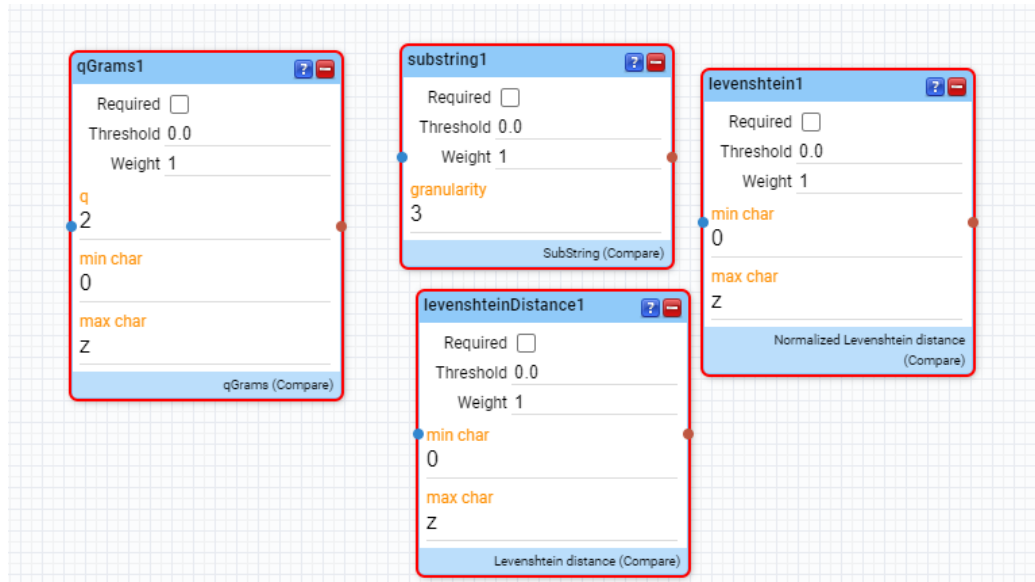 qGrams1
?
Required
Threshold 0.0
Weight 1
q
2
min char
0
max char
z
qGrams (Compare)
substring1
?
Required
Threshold 0.0
Weight 1
granularity
3
SubString (Compare)
levenshtein1
?
Required
Threshold 0.0
Weight 1
min char
0
max char
z
Normalized Levenshtein distance
(Compare)
levenshteinDistance1
?
Required
Threshold 0.0
Weight 1
min char
0
max char
z
Levenshtein distance (Compare)